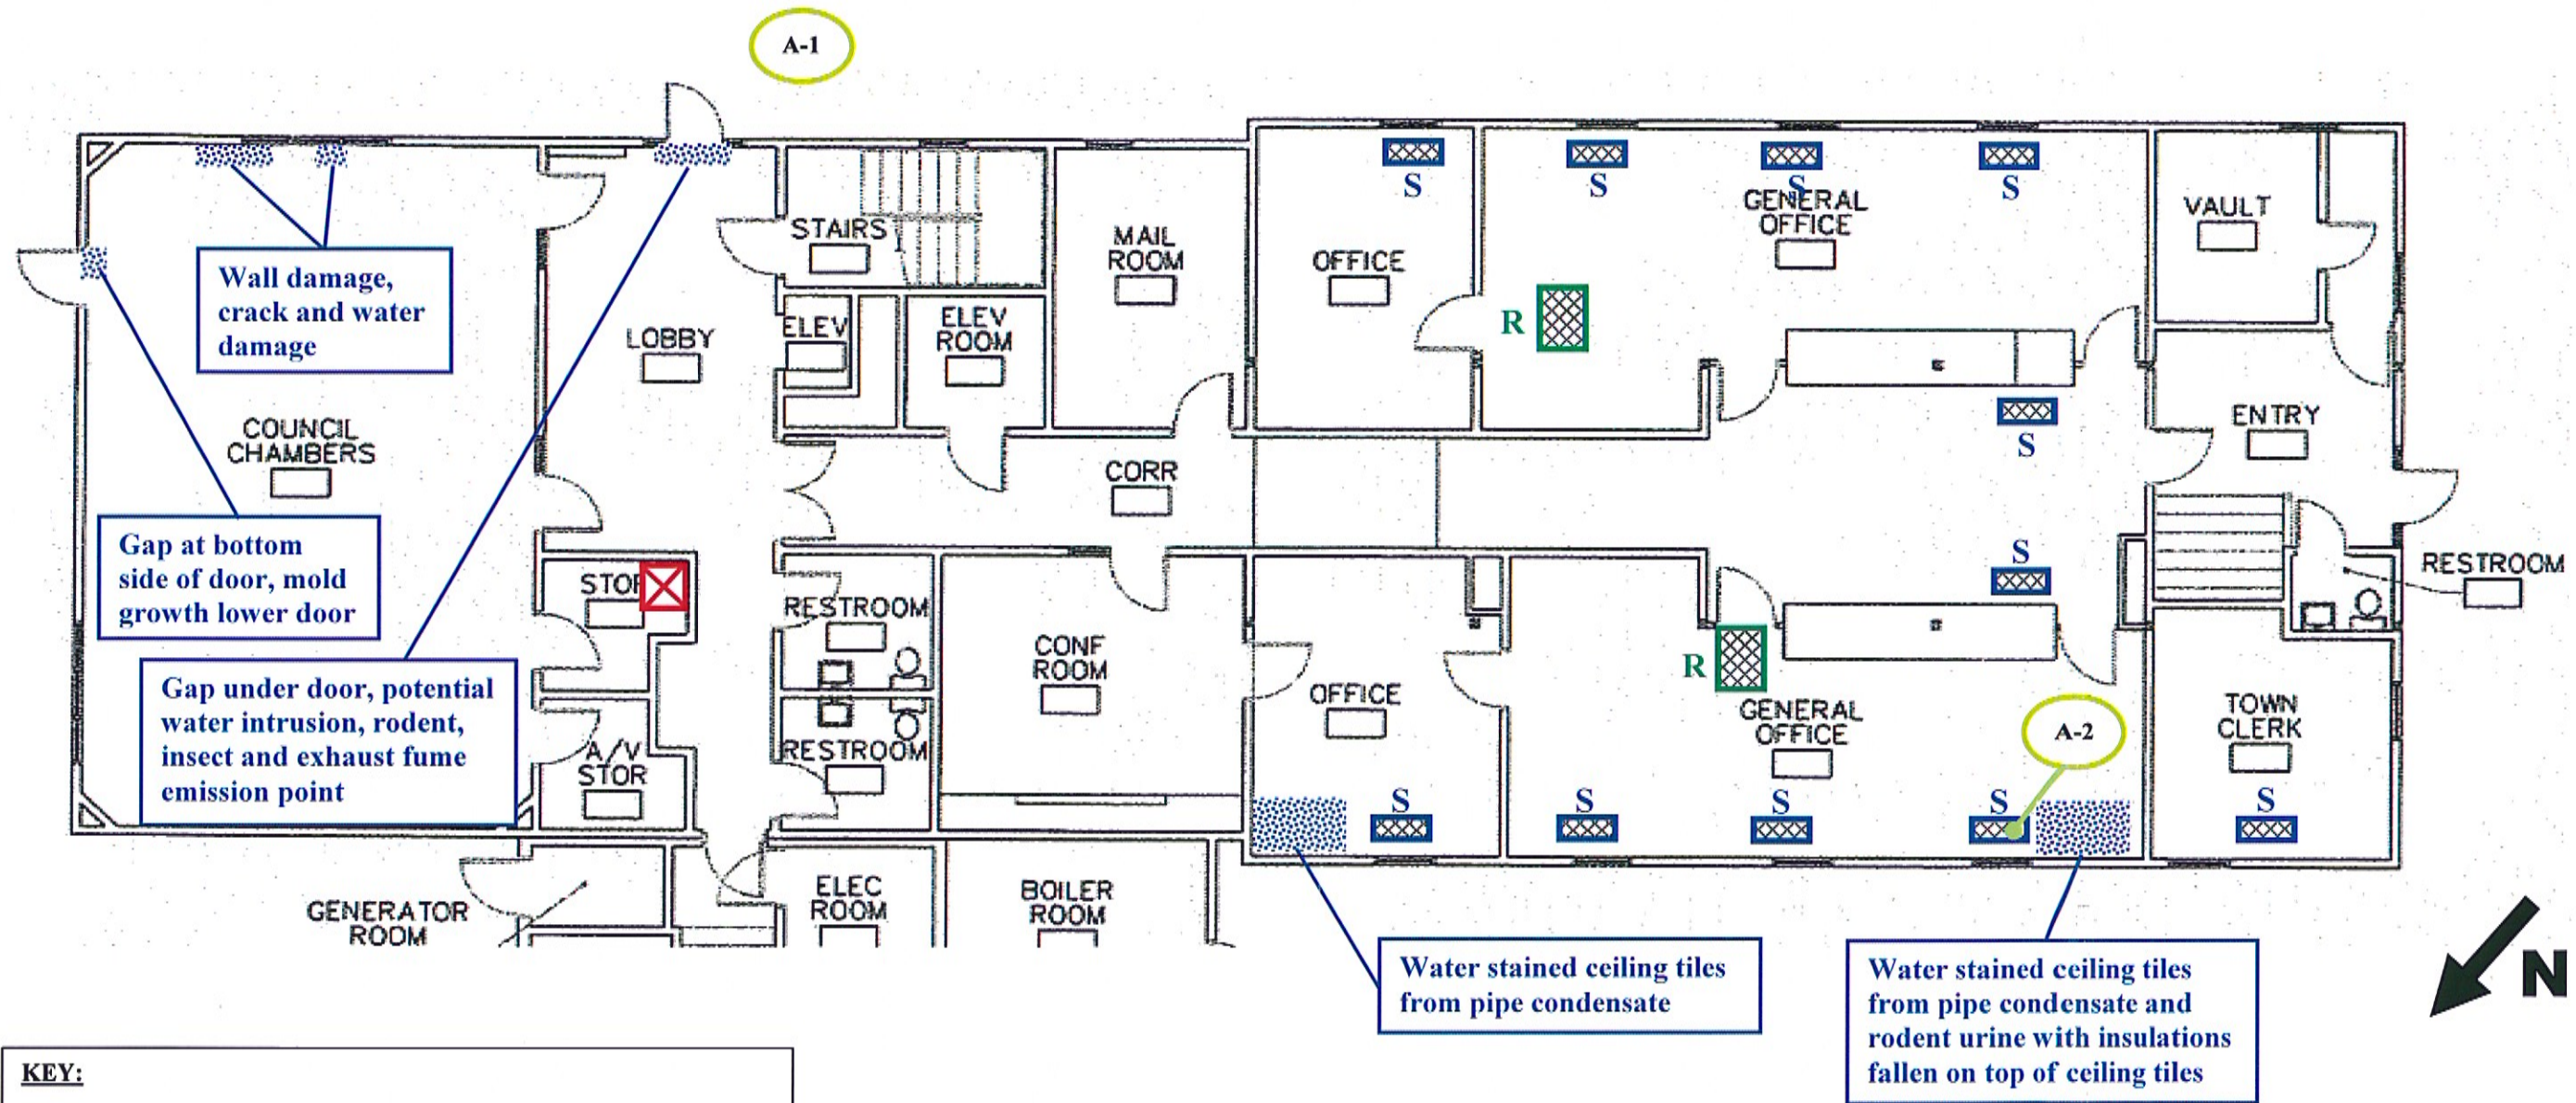 A-1
S
S
S
S
STAIRS
MAIL
ROOM
OFFICE
GENERAL
OFFICE
VAULT
Wall damage,
crack and water
damage
LOBBY
ELEV
ELEV
ROOM
R
COUNCIL
CHAMBERS
CORR
S
ENTRY
Gap at bottom
side of door, mold
growth lower door
STOR
RESTROOM
CONF
ROOM
S
RESTROOM
Gap under door, potential
water intrusion, rodent,
insect and exhaust fume
emission point
A/V
STOR
RESTROOM
OFFICE
R
GENERAL
OFFICE
A-2
TOWN
CLERK
S
S
S
S
S
GENERATOR
ROOM
ELEC
ROOM
BOILER
ROOM
Water stained ceiling tiles
from pipe condensate
Water stained ceiling tiles
from pipe condensate and
rodent urine with insulations
fallen on top of ceiling tiles
N
KEY: